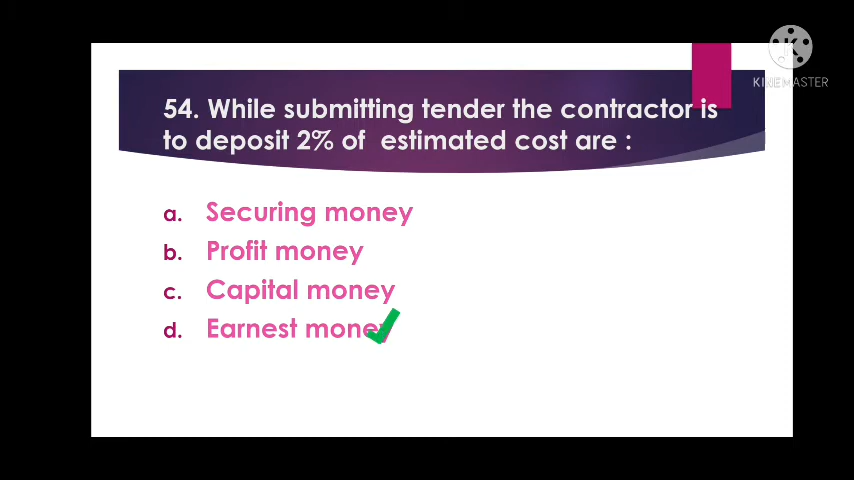 KINEMASTER
54. While submitting tender the contractor is
to deposit 2% of estimated cost are :
a. Securing money
b. Profit money
c. Capital money
d. Earnest money